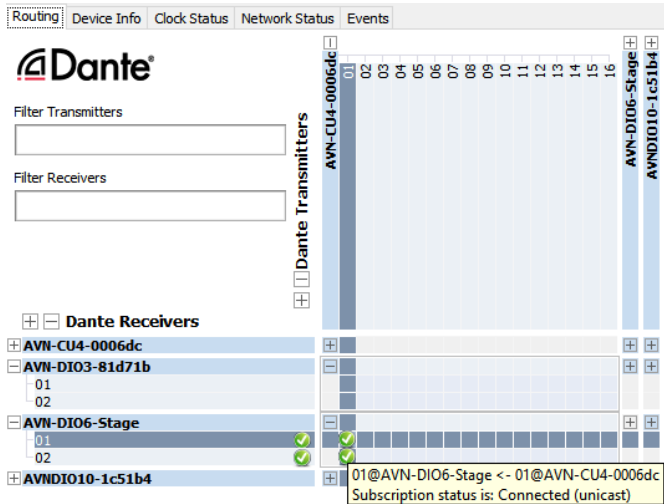 Routing Device Info Clock Status Network Status Events
Dante®
Filter Transmitters
Filter Receivers
Dante Transmitters
AVN-CU4-0006dc
01 02 03 04 05 06 07 08 09 10 11 12 13 14 15 16
AVN-DIO6-Stage
AVNDIO10-1c51b4
Dante Receivers
AVN-CU4-0006dc
AVN-DIO3-81d71b
01
02
AVN-DIO6-Stage
01
02
AVNDIO10-1c51b4
01@AVN-DIO6-Stage <- 01@AVN-CU4-0006dc
Subscription status is: Connected (unicast)